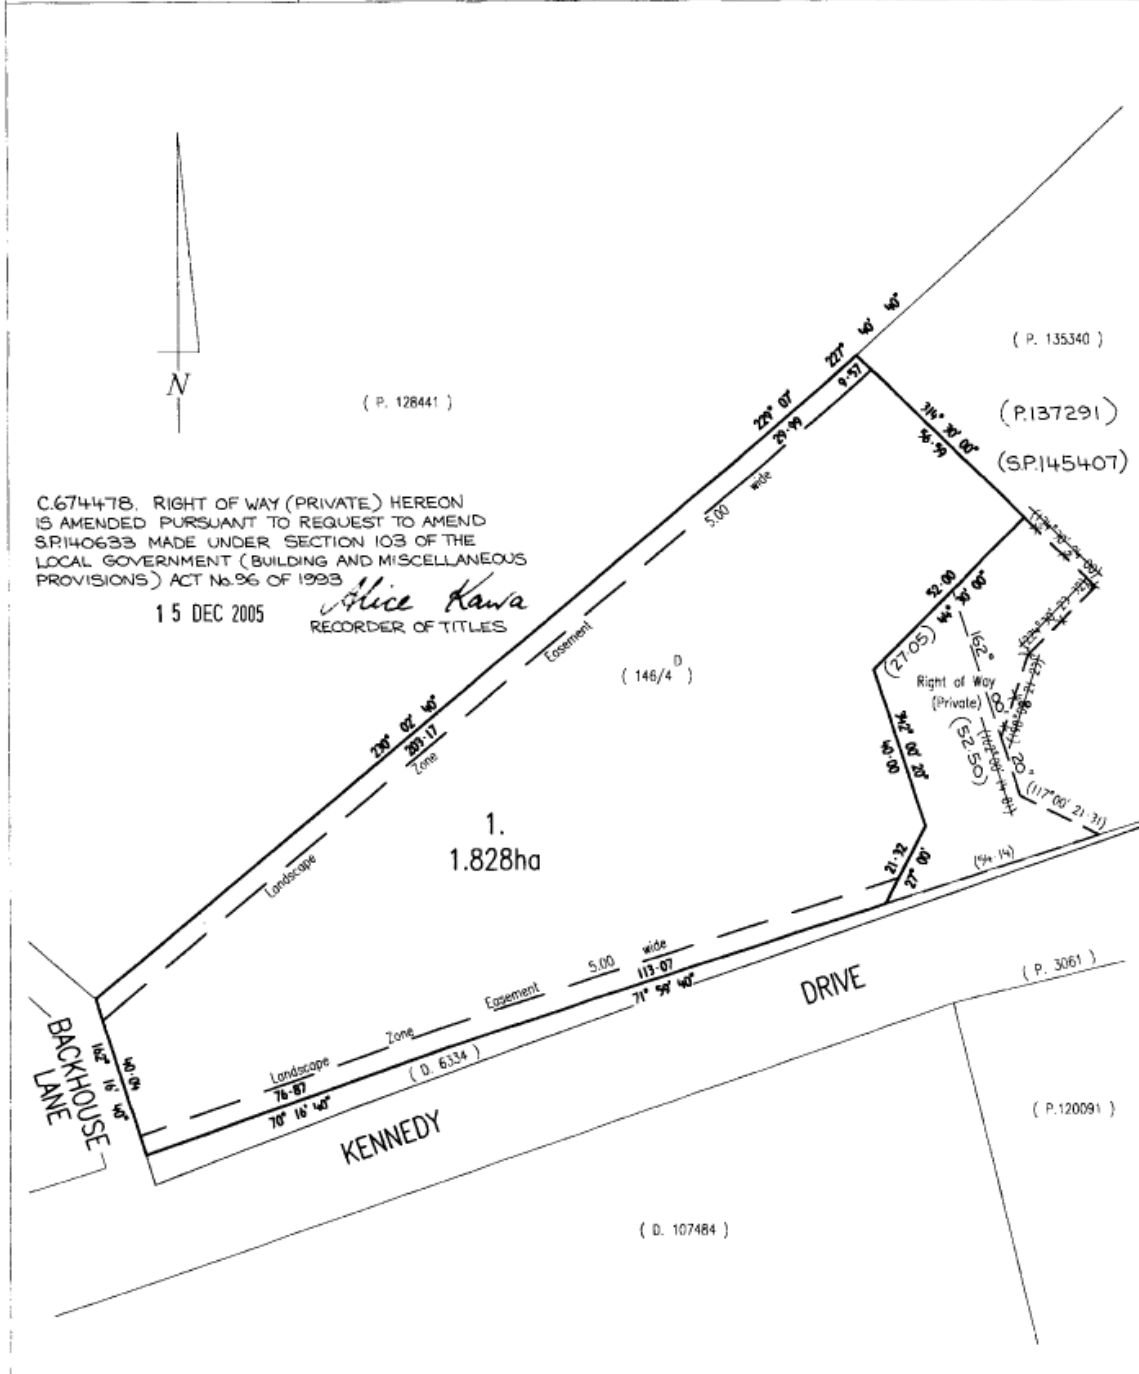 N
( P. 128441 )
( P. 135340 )
(P.137291)
(S.P.145407)
C.674478. RIGHT OF WAY (PRIVATE) HEREON
IS AMENDED PURSUANT TO REQUEST TO AMEND
S.P.140633 MADE UNDER SECTION 103 OF THE
LOCAL GOVERNMENT (BUILDING AND MISCELLANEOUS
PROVISIONS) ACT No.96 OF 1993
15 DEC 2005
Alice Kawa
RECORDER OF TITLES
227° 40' 40"
9·57
229° 07'
29·99
5.00 wide
314° 30' 00"
56·59
Easement
( 146/4 D )
52·00
44° 30' 00"
(27·05)
162°
8'
20"
Right of Way
(Private)
(52.50)
342° 00' 20"
40·00
(117°00' 21·31)
230° 02' 40"
203·17
Zone
Landscape
1.
1.828ha
21·32
27° 00'
(54·14)
wide
5.00
113·07
71° 59' 40"
Easement
Zone
Landscape
76·87
70° 16' 40"
( D. 6334 )
KENNEDY
DRIVE
( P. 3061 )
BACKHOUSE
LANE
162° 16' 40"
40·04
( P.120091 )
( D. 107484 )